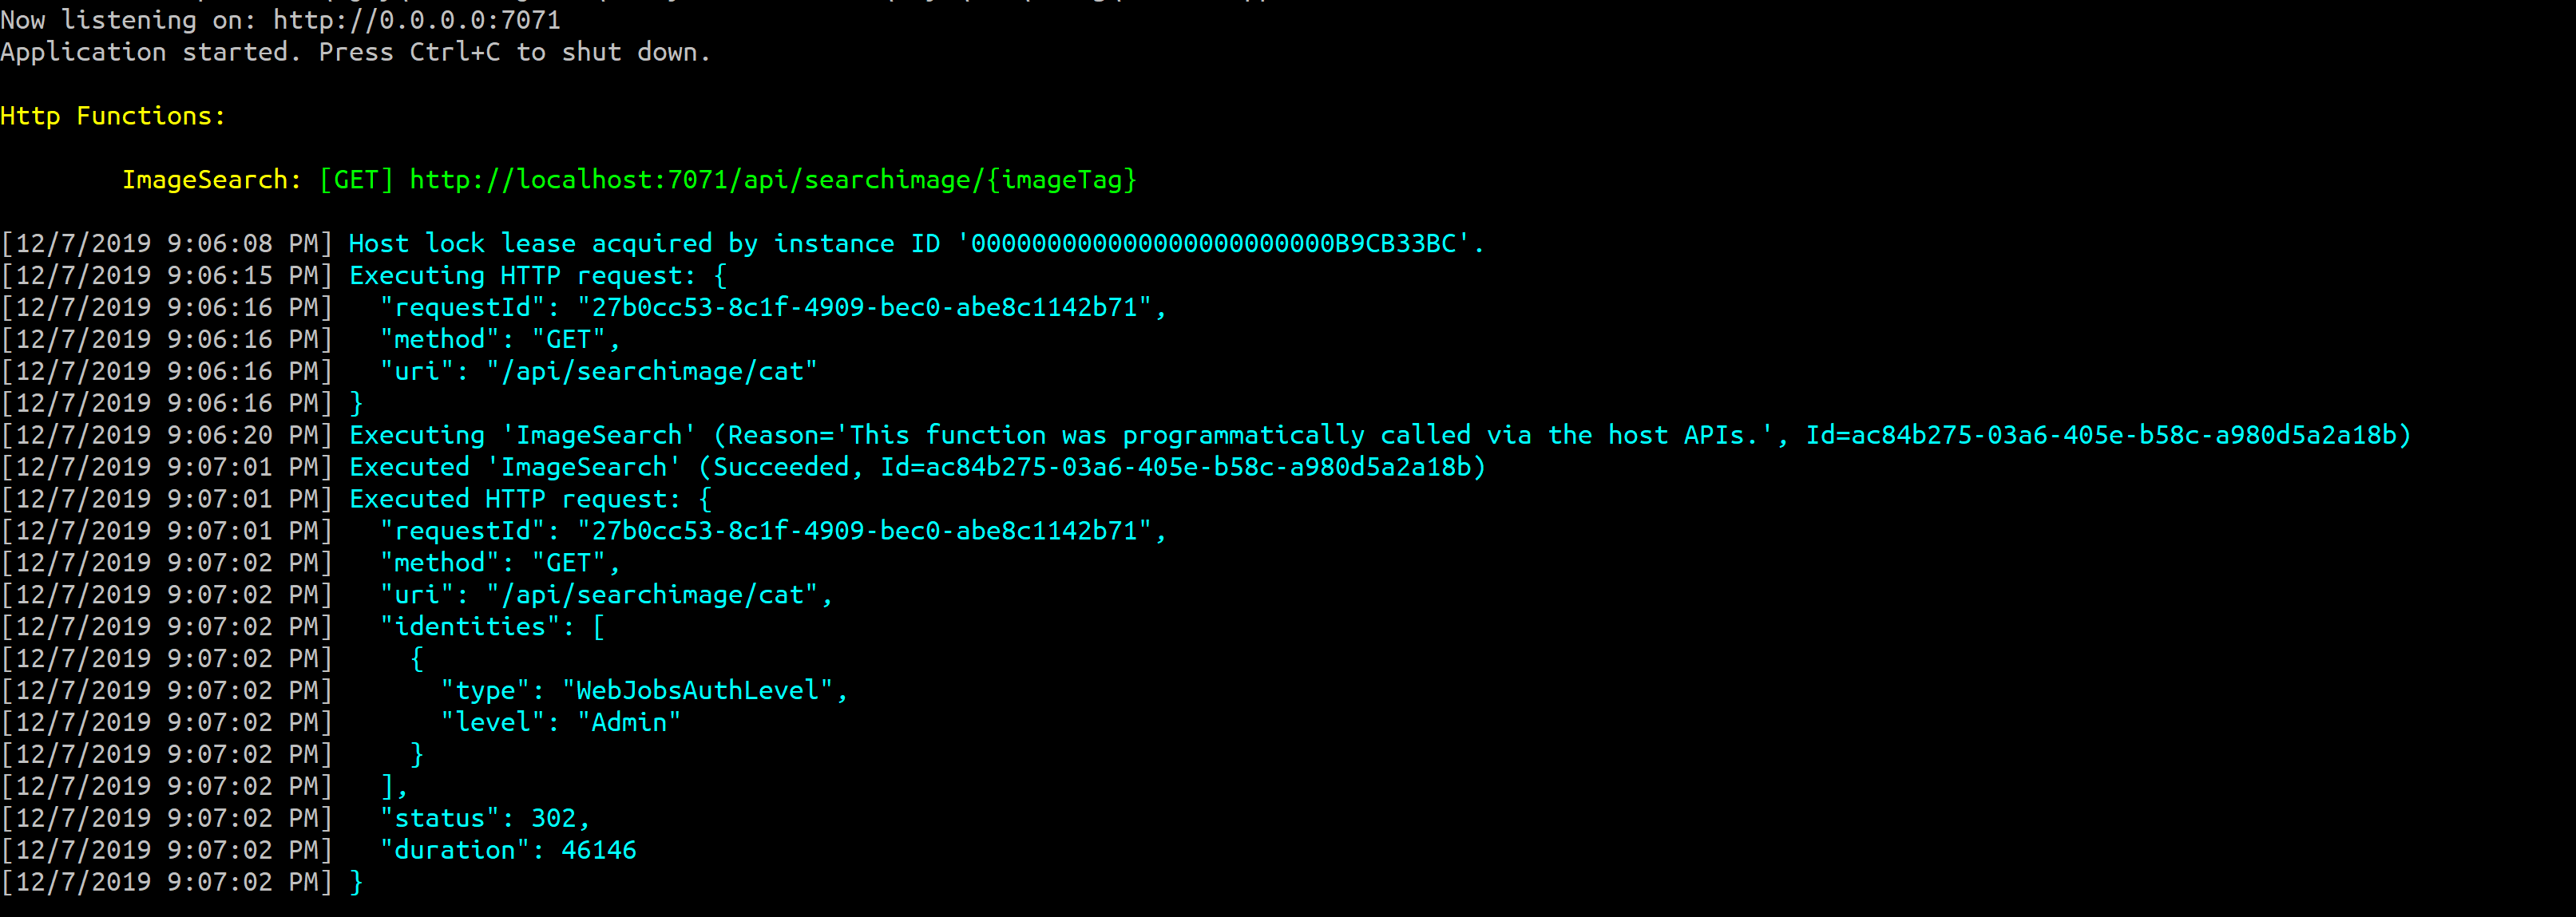 Now listening on: http://0.0.0.0:7071
Application started. Press Ctrl+C to shut down.
Http Functions:
ImageSearch: [GET] http://localhost:7071/api/searchimage/{imageTag}
[12/7/2019 9:06:08 PM] Host lock lease acquired by instance ID '000000000000000000000000B9CB33BC'.
[12/7/2019 9:06:15 PM] Executing HTTP request: {
[12/7/2019 9:06:16 PM]   "requestId": "27b0cc53-8c1f-4909-bec0-abe8c1142b71",
[12/7/2019 9:06:16 PM]   "method": "GET",
[12/7/2019 9:06:16 PM]   "uri": "/api/searchimage/cat"
[12/7/2019 9:06:16 PM] }
[12/7/2019 9:06:20 PM] Executing 'ImageSearch' (Reason='This function was programmatically called via the host APIs.', Id=ac84b275-03a6-405e-b58c-a980d5a2a18b)
[12/7/2019 9:07:01 PM] Executed 'ImageSearch' (Succeeded, Id=ac84b275-03a6-405e-b58c-a980d5a2a18b)
[12/7/2019 9:07:01 PM] Executed HTTP request: {
[12/7/2019 9:07:01 PM]   "requestId": "27b0cc53-8c1f-4909-bec0-abe8c1142b71",
[12/7/2019 9:07:02 PM]   "method": "GET",
[12/7/2019 9:07:02 PM]   "uri": "/api/searchimage/cat",
[12/7/2019 9:07:02 PM]   "identities": [
[12/7/2019 9:07:02 PM]     {
[12/7/2019 9:07:02 PM]       "type": "WebJobsAuthLevel",
[12/7/2019 9:07:02 PM]       "level": "Admin"
[12/7/2019 9:07:02 PM]     }
[12/7/2019 9:07:02 PM]   ],
[12/7/2019 9:07:02 PM]   "status": 302,
[12/7/2019 9:07:02 PM]   "duration": 46146
[12/7/2019 9:07:02 PM] }